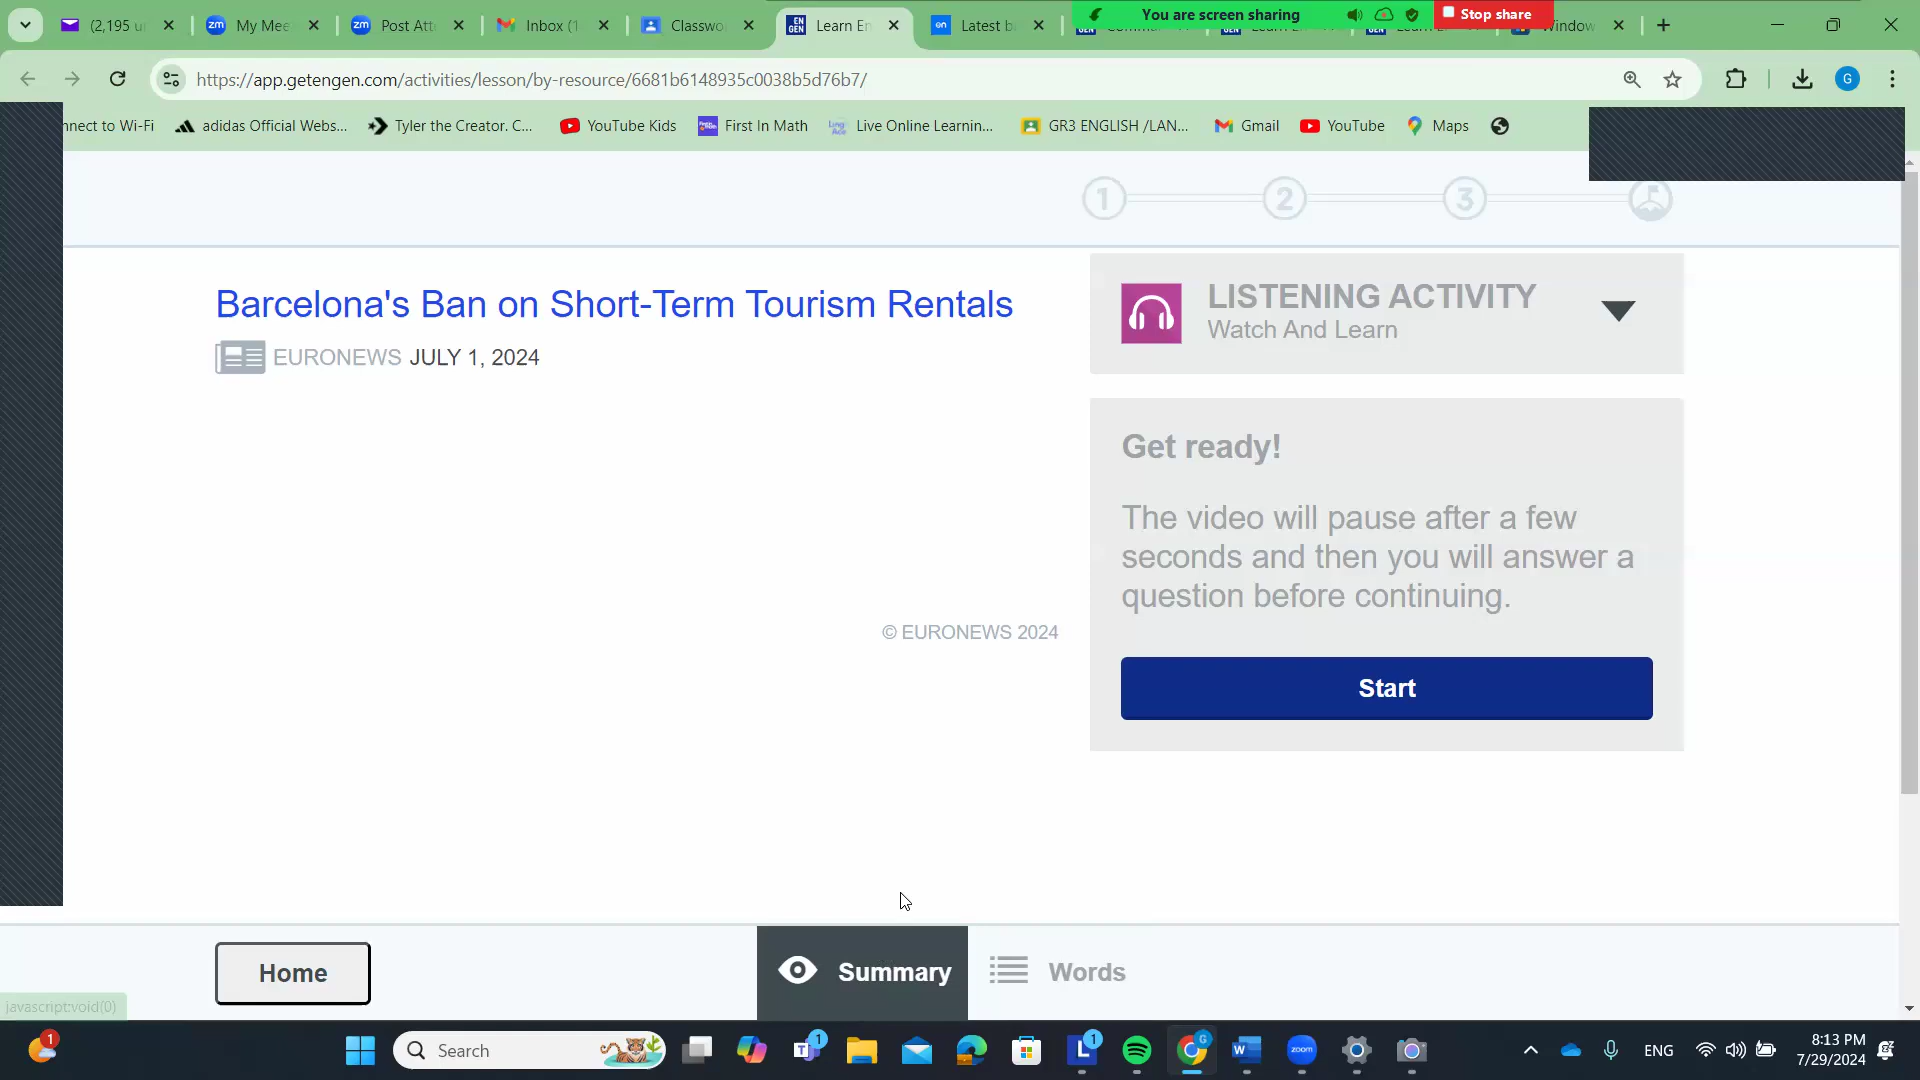 (2,195 u
My Mee
Post Att
Inbox (1
Classwo
Learn En
Latest b
You are screen sharing
Stop share
Window
https://app.getengen.com/activities/lesson/by-resource/6681b6148935c0038b5d76b7/
G
nnect to Wi-Fi
adidas Official Webs...
Tyler the Creator. C...
YouTube Kids
First In Math
Live Online Learnin...
GR3 ENGLISH /LAN...
Gmail
YouTube
Maps
1
2
3
Barcelona's Ban on Short-Term Tourism Rentals
EURONEWS JULY 1, 2024
LISTENING ACTIVITY
Watch And Learn
Get ready!
The video will pause after a few
seconds and then you will answer a
question before continuing.
© EURONEWS 2024
Start
Home
Summary
Words
javascript:void(0)
1
Search
1
1
zoom
ENG
8:13 PM
7/29/2024